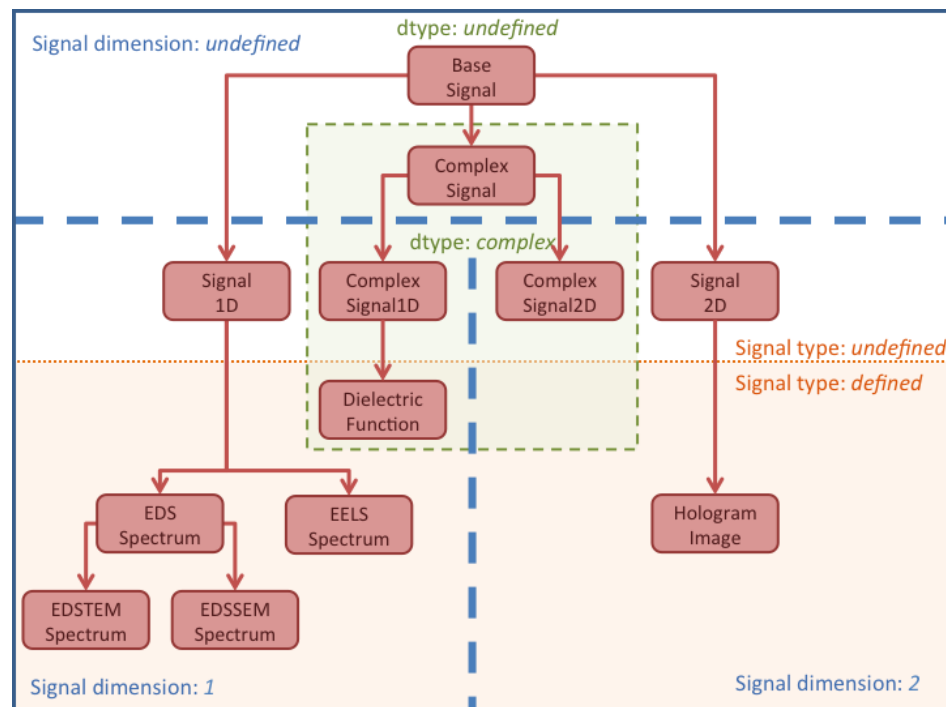 dtype: undefined
Signal dimension: undefined
Base
Signal
Complex
Signal
dtype: complex
Signal
1D
Complex
Signal1D
Complex
Signal2D
Signal
2D
Signal type: undefined
Signal type: defined
Dielectric
Function
EDS
Spectrum
EELS
Spectrum
Hologram
Image
EDSTEM
Spectrum
EDSSEM
Spectrum
Signal dimension: 1
Signal dimension: 2